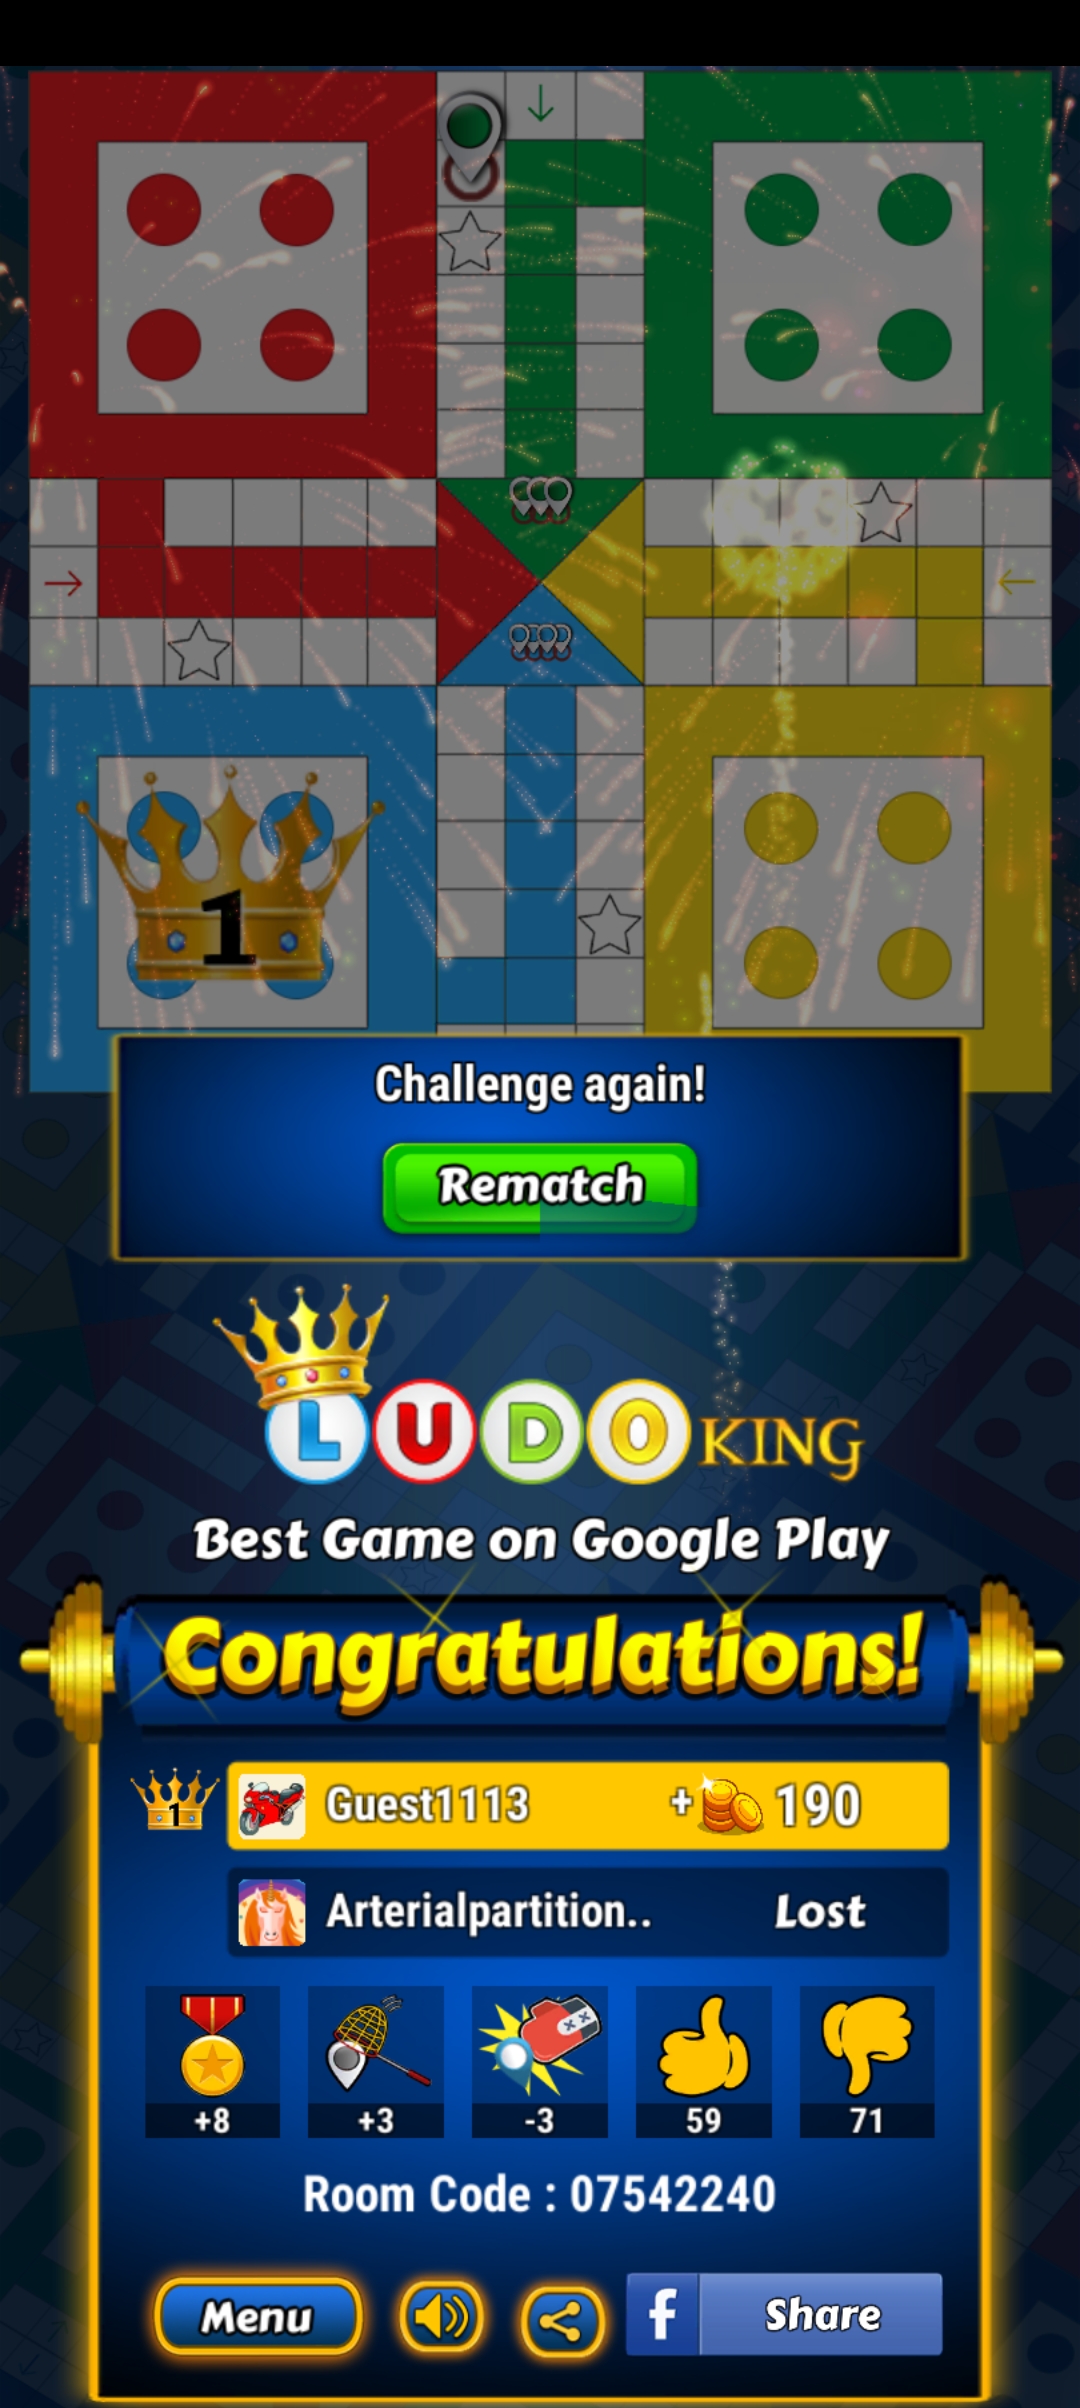 1
Challenge again!
Rematch
LUDO KING
Best Game on Google Play
Congratulations!
1 Guest1113 + 190
Arterialpartition.. Lost
+8 +3 -3 59 71
Room Code : 07542240
Menu f Share